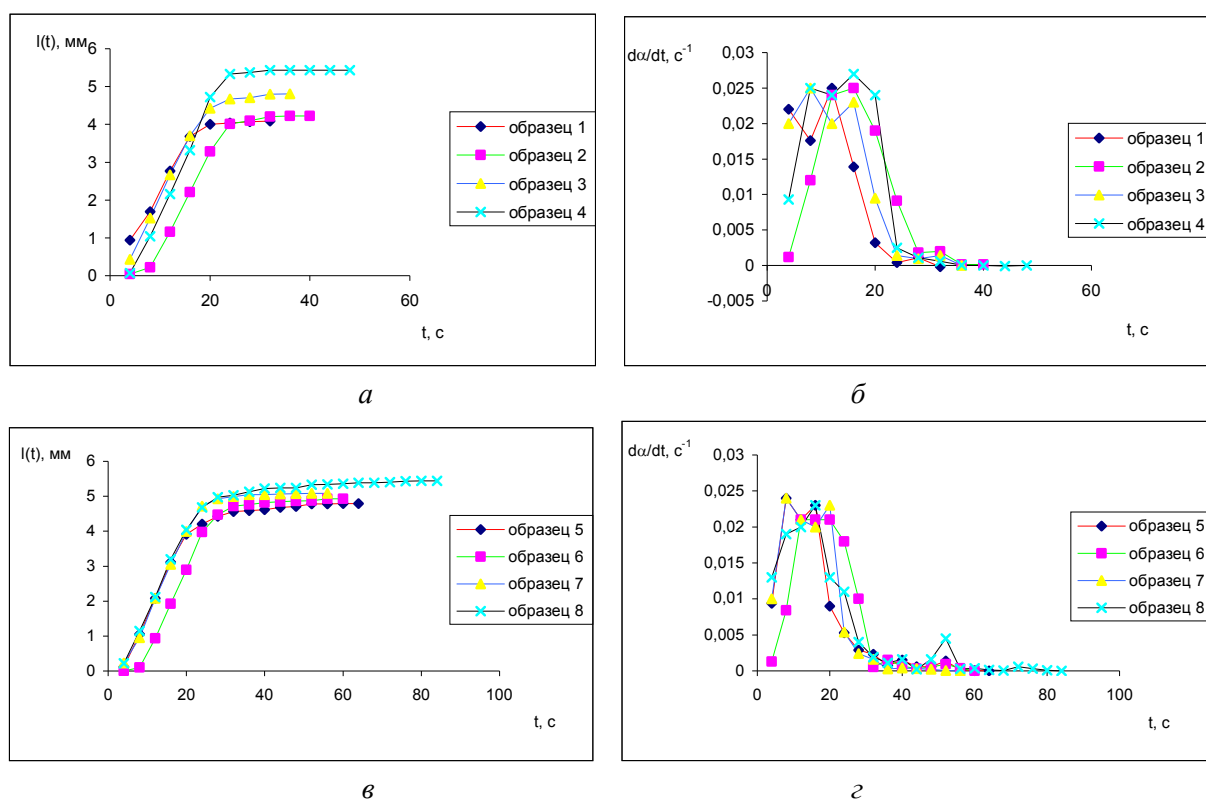 l(t), мм
6
5
4
3
2
1
0
0 20 40 60
t, с
образец 1
образец 2
образец 3
образец 4
а
dα/dt, с-1
0,03
0,025
0,02
0,015
0,01
0,005
0
-0,005
0 20 40 60
t, с
образец 1
образец 2
образец 3
образец 4
б
l(t), мм
6
5
4
3
2
1
0
0 20 40 60 80 100
t, с
образец 5
образец 6
образец 7
образец 8
в
dα/dt, с-1
0,03
0,025
0,02
0,015
0,01
0,005
0
0 20 40 60 80 100
t, с
образец 5
образец 6
образец 7
образец 8
г